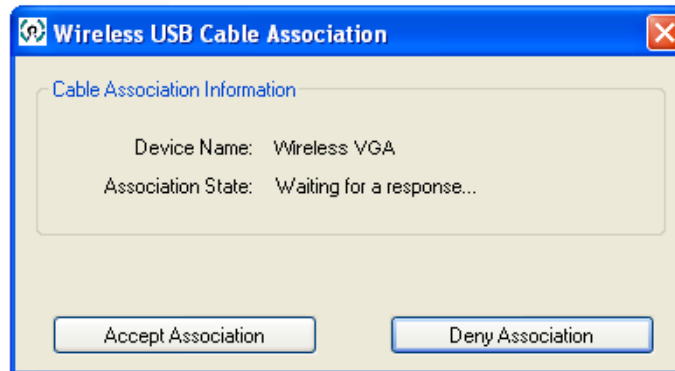 Wireless USB Cable Association
Cable Association Information
Device Name: Wireless VGA
Association State: Waiting for a response...
Accept Association Deny Association